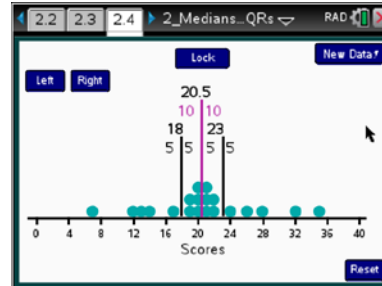 2.2 2.3 2.4 2_Medians…QRs RAD
Lock New Data
Left Right
20.5
10 10
18 23
5 5 5 5
0 4 8 12 16 20 24 28 32 36 40
Scores
Reset